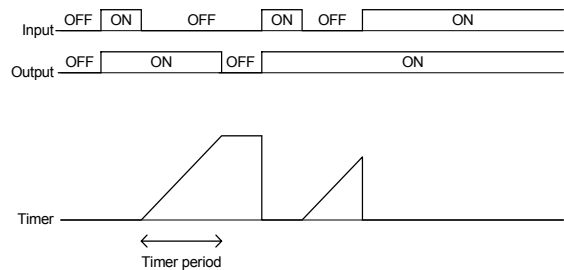 Input OFF ON OFF ON OFF ON
Output OFF ON OFF ON
Timer
Timer period